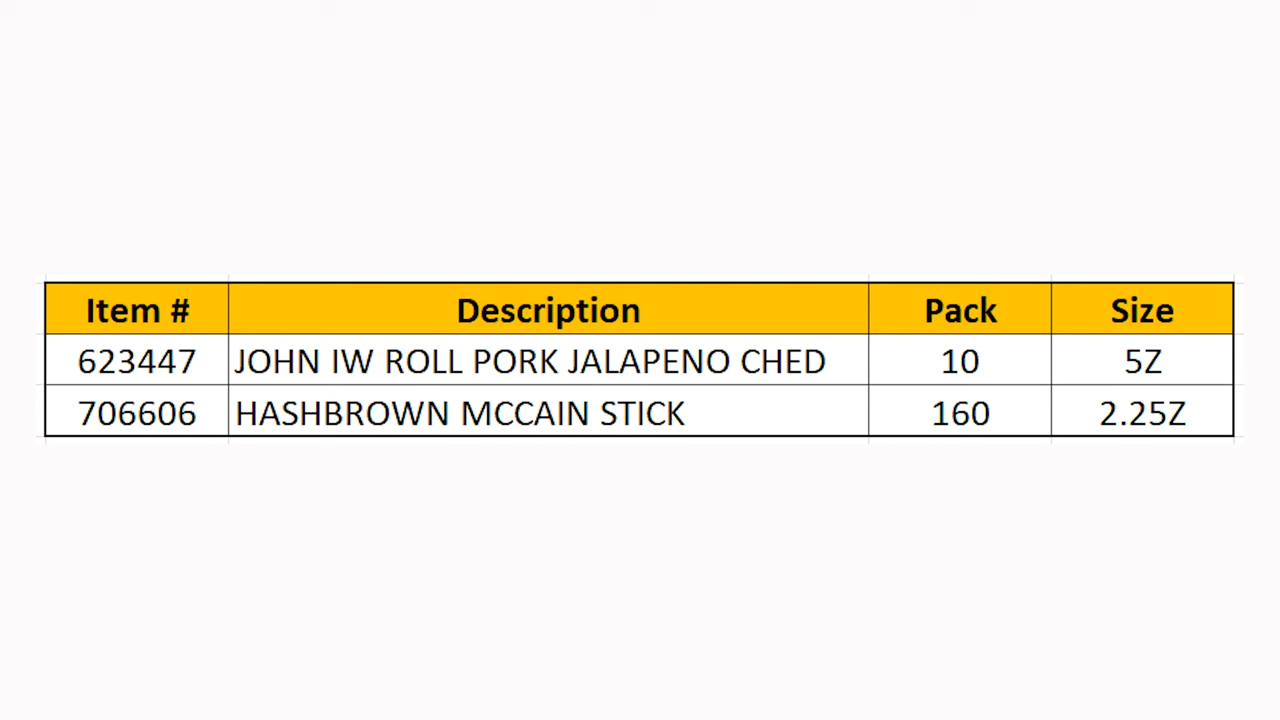 Item # Description Pack Size
623447 JOHN IW ROLL PORK JALAPENO CHED 10 5Z
706606 HASHBROWN MCCAIN STICK 160 2.25Z